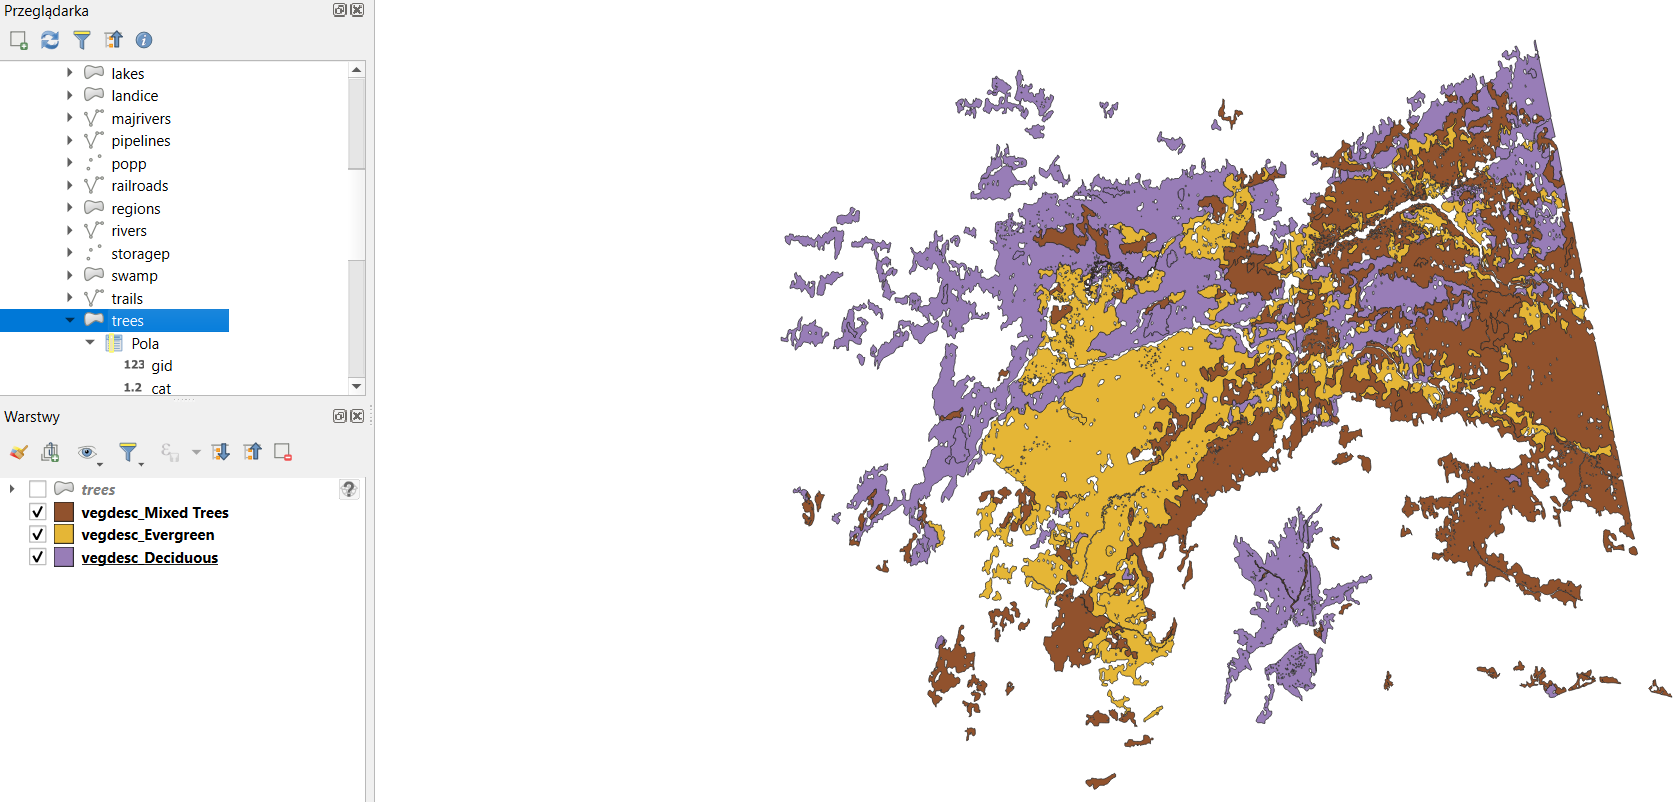 Przeglądarka
lakes
landice
majrivers
pipelines
popp
railroads
regions
rivers
storagep
swamp
trails
trees
Pola
123 gid
1.2 cat
Warstwy
trees
vegdesc_Mixed Trees
vegdesc_Evergreen
vegdesc_Deciduous